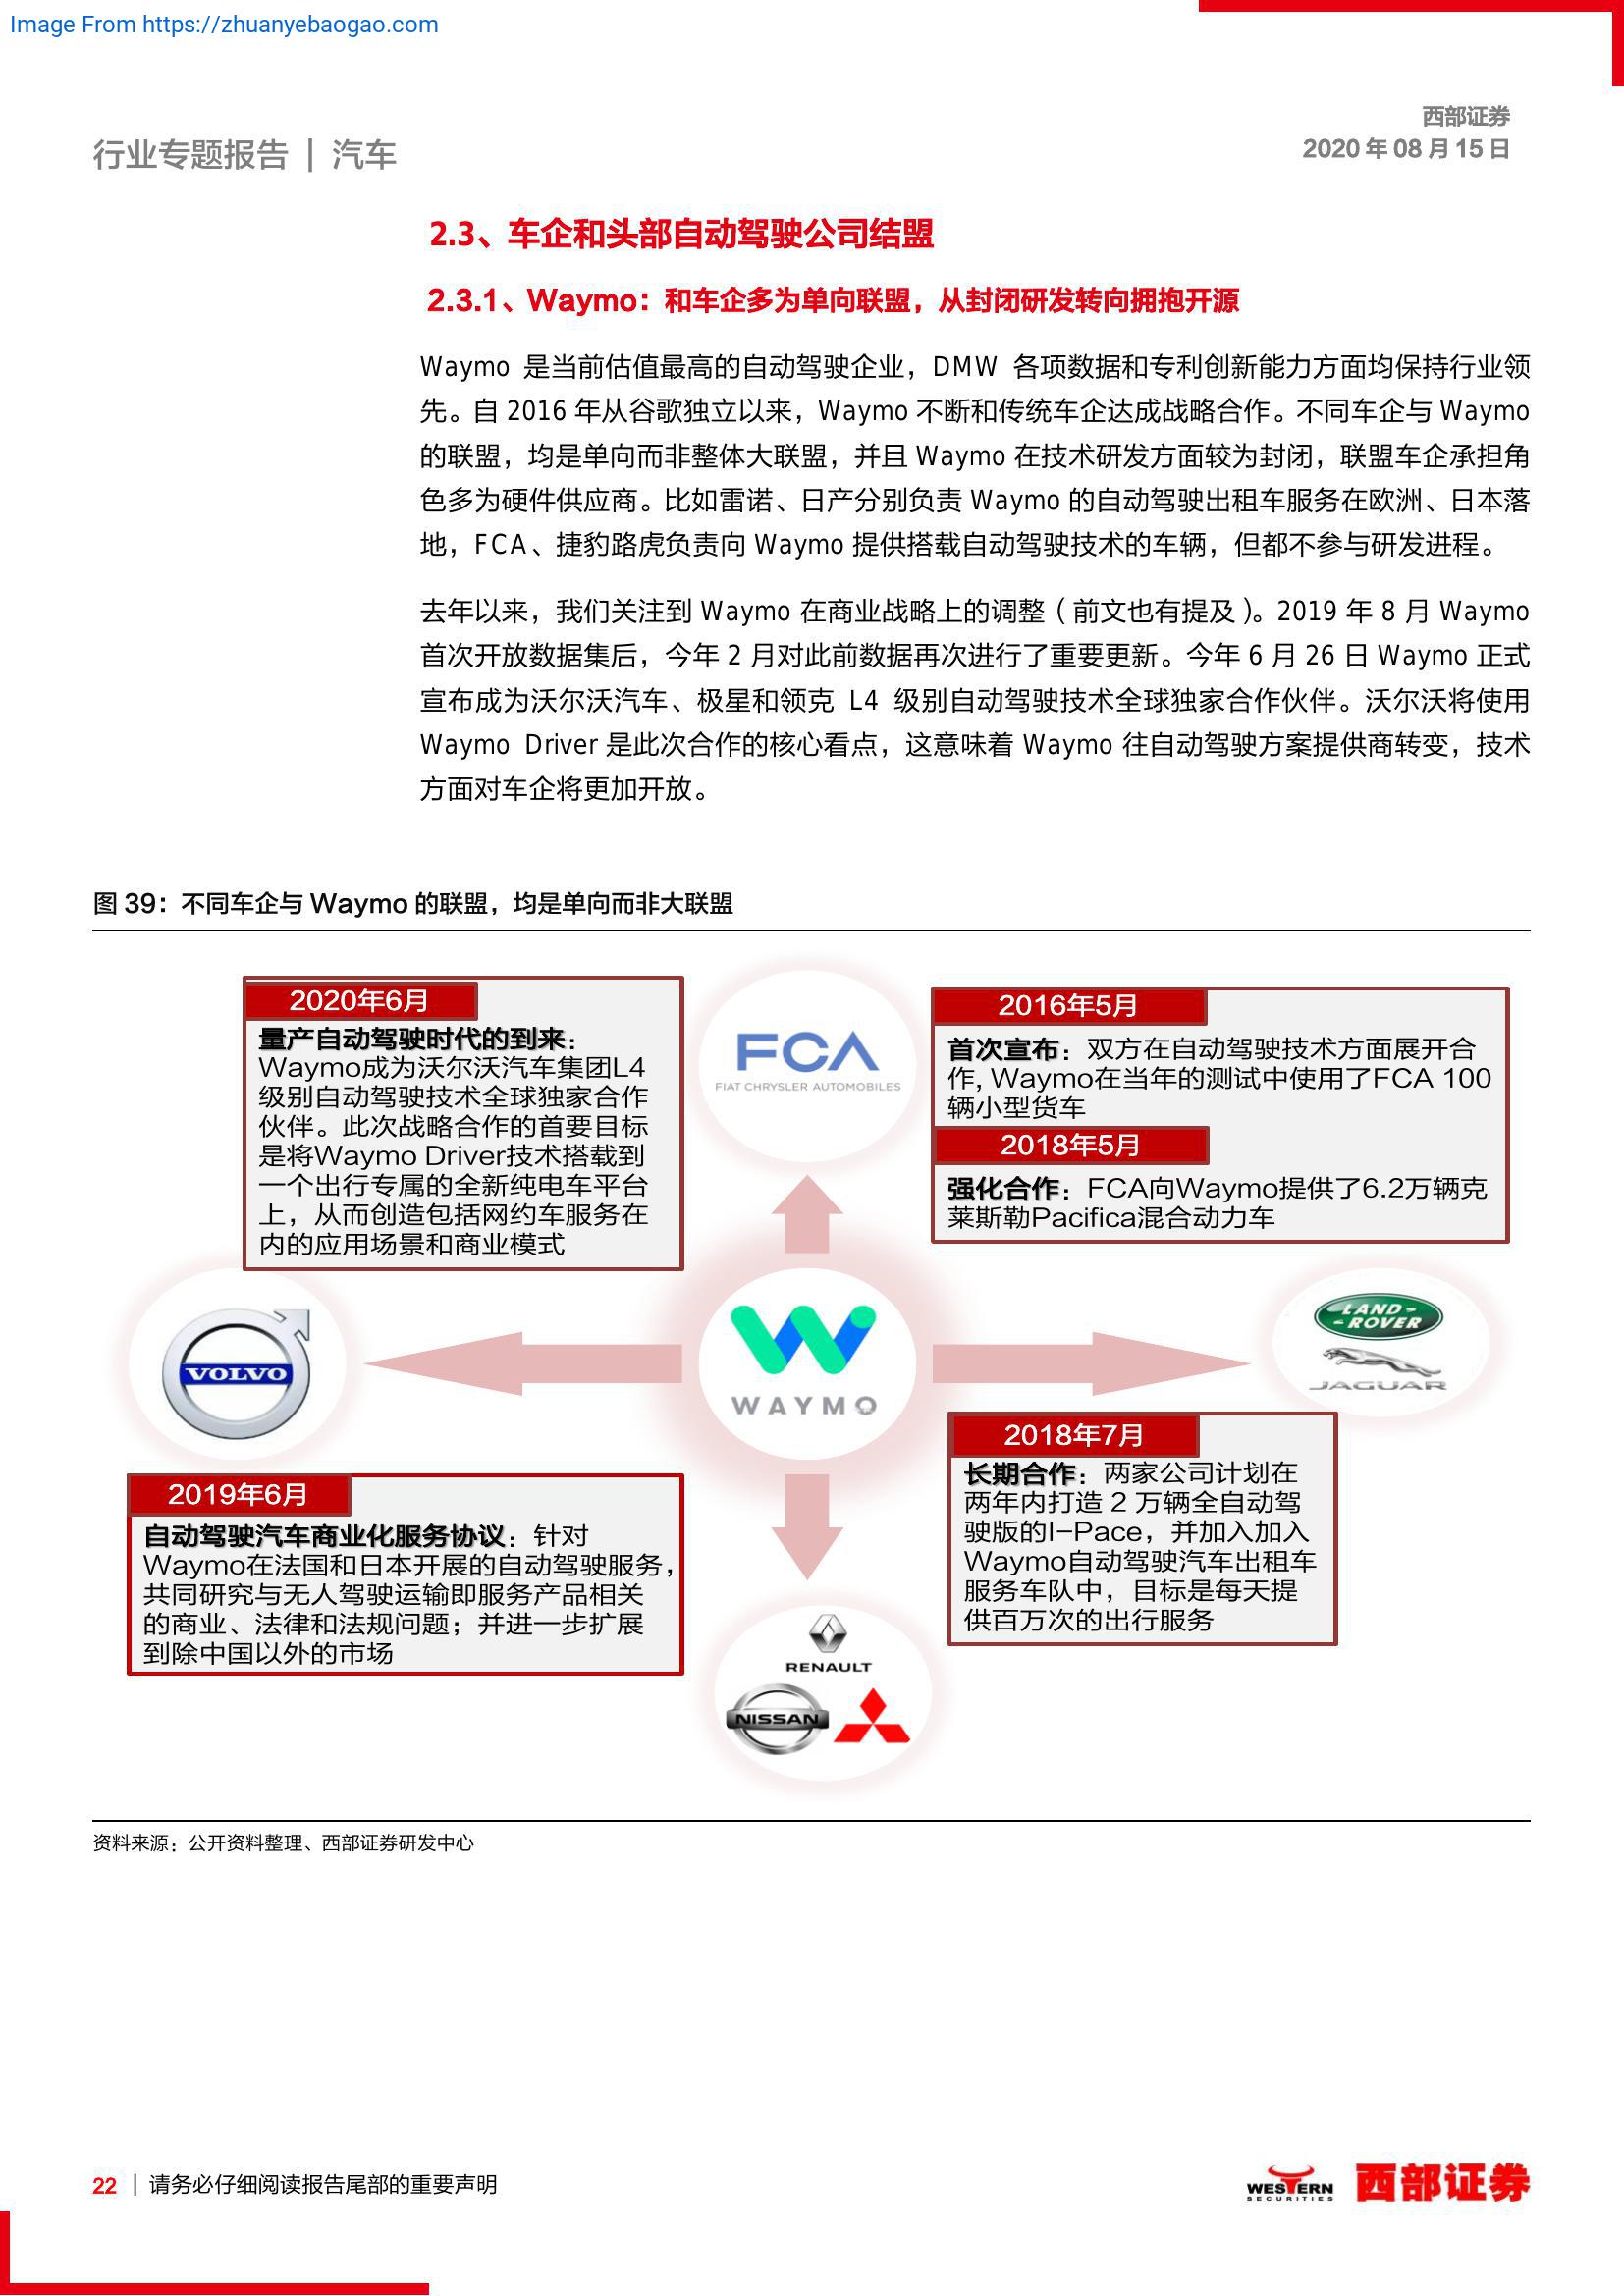 Image From https://zhuanyebaogao.com
西部证券
行业专题报告 | 汽车
2020 年 08 月 15 日
2.3、车企和头部自动驾驶公司结盟
2.3.1、Waymo：和车企多为单向联盟，从封闭研发转向拥抱开源
Waymo 是当前估值最高的自动驾驶企业，DMW 各项数据和专利创新能力方面均保持行业领
先。自 2016 年从谷歌独立以来，Waymo 不断和传统车企达成战略合作。不同车企与 Waymo
的联盟，均是单向而非整体大联盟，并且 Waymo 在技术研发方面较为封闭，联盟车企承担角
色多为硬件供应商。比如雷诺、日产分别负责 Waymo 的自动驾驶出租车服务在欧洲、日本落
地，FCA、捷豹路虎负责向 Waymo 提供搭载自动驾驶技术的车辆，但都不参与研发进程。
去年以来，我们关注到 Waymo 在商业战略上的调整（前文也有提及）。2019 年 8 月 Waymo
首次开放数据集后，今年 2 月对此前数据再次进行了重要更新。今年 6 月 26 日 Waymo 正式
宣布成为沃尔沃汽车、极星和领克 L4 级别自动驾驶技术全球独家合作伙伴。沃尔沃将使用
Waymo Driver 是此次合作的核心看点，这意味着 Waymo 往自动驾驶方案提供商转变，技术
方面对车企将更加开放。
图 39：不同车企与 Waymo 的联盟，均是单向而非大联盟
2020年6月
量产自动驾驶时代的到来：
Waymo成为沃尔沃汽车集团L4
级别自动驾驶技术全球独家合作
伙伴。此次战略合作的首要目标
是将Waymo Driver技术搭载到
一个出行专属的全新纯电车平台
上，从而创造包括网约车服务在
内的应用场景和商业模式
FCA
FIAT CHRYSLER AUTOMOBILES
2016年5月
首次宣布：双方在自动驾驶技术方面展开合
作, Waymo在当年的测试中使用了FCA 100
辆小型货车
2018年5月
强化合作：FCA向Waymo提供了6.2万辆克
莱斯勒Pacifica混合动力车
VOLVO
WAYMO
LAND-
-ROVER
JAGUAR
2019年6月
自动驾驶汽车商业化服务协议：针对
Waymo在法国和日本开展的自动驾驶服务，
共同研究与无人驾驶运输即服务产品相关
的商业、法律和法规问题；并进一步扩展
到除中国以外的市场
2018年7月
长期合作：两家公司计划在
两年内打造 2 万辆全自动驾
驶版的I-Pace，并加入加入
Waymo自动驾驶汽车出租车
服务车队中，目标是每天提
供百万次的出行服务
RENAULT
NISSAN
资料来源：公开资料整理、西部证券研发中心
22 | 请务必仔细阅读报告尾部的重要声明
WESTERN
SECURITIES
西部证券